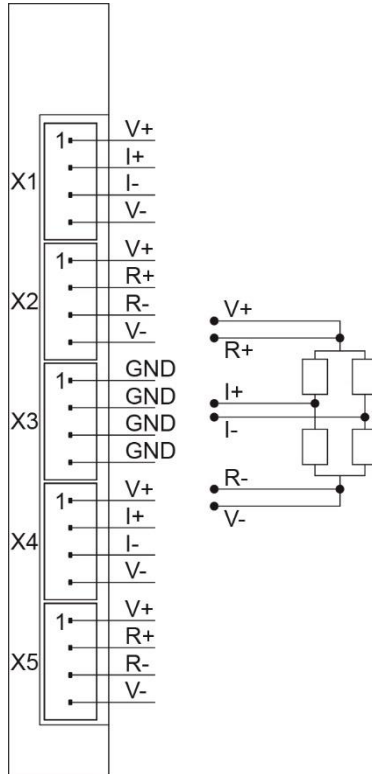 X1
1
V+
I+
I-
V-
X2
1
V+
R+
R-
V-
X3
1
GND
GND
GND
GND
X4
1
V+
I+
I-
V-
X5
1
V+
R+
R-
V-
V+
R+
I+
I-
R-
V-